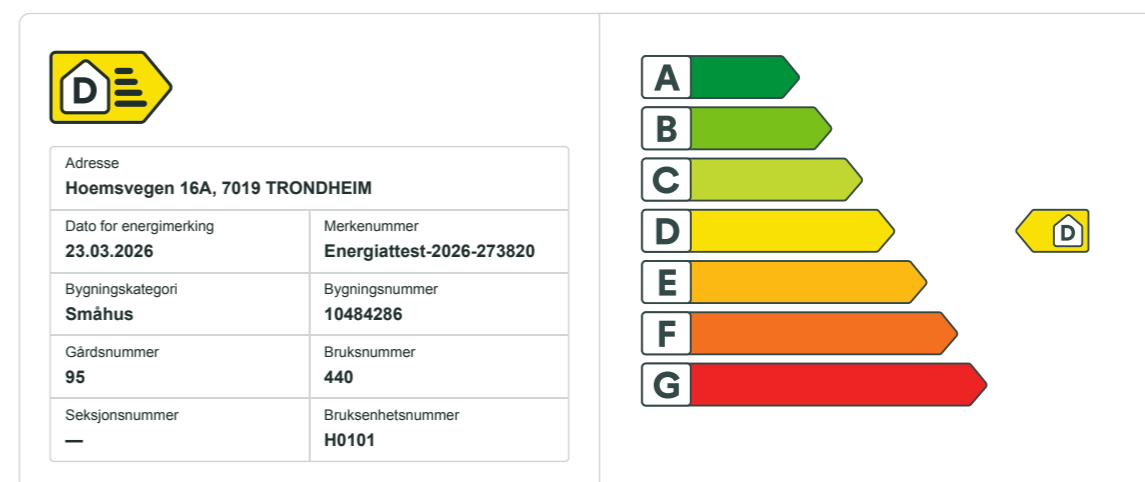 D
Adresse
Hoemsvegen 16A, 7019 TRONDHEIM
Dato for energimerking
23.03.2026
Merkenummer
Energiattest-2026-273820
Bygningskategori
Småhus
Bygningsnummer
10484286
Gårdsnummer
95
Bruksnummer
440
Seksjonsnummer
—
Bruksenhetsnummer
H0101
A
B
C
D
D
E
F
G